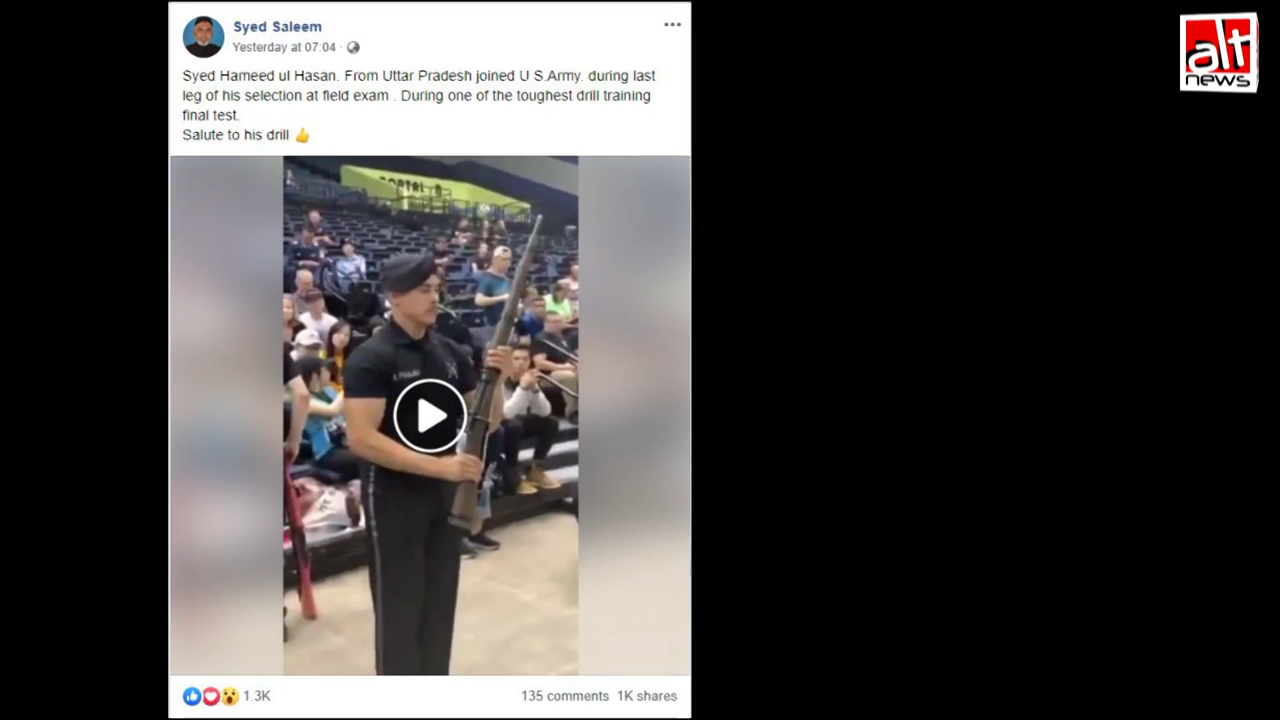 Syed Saleem
Yesterday at 07:04 ·
Syed Hameed ul Hasan. From Uttar Pradesh joined U S.Army. during last
leg of his selection at field exam . During one of the toughest drill training
final test.
Salute to his drill 👍
1.3K
135 comments 1K shares
alt
news